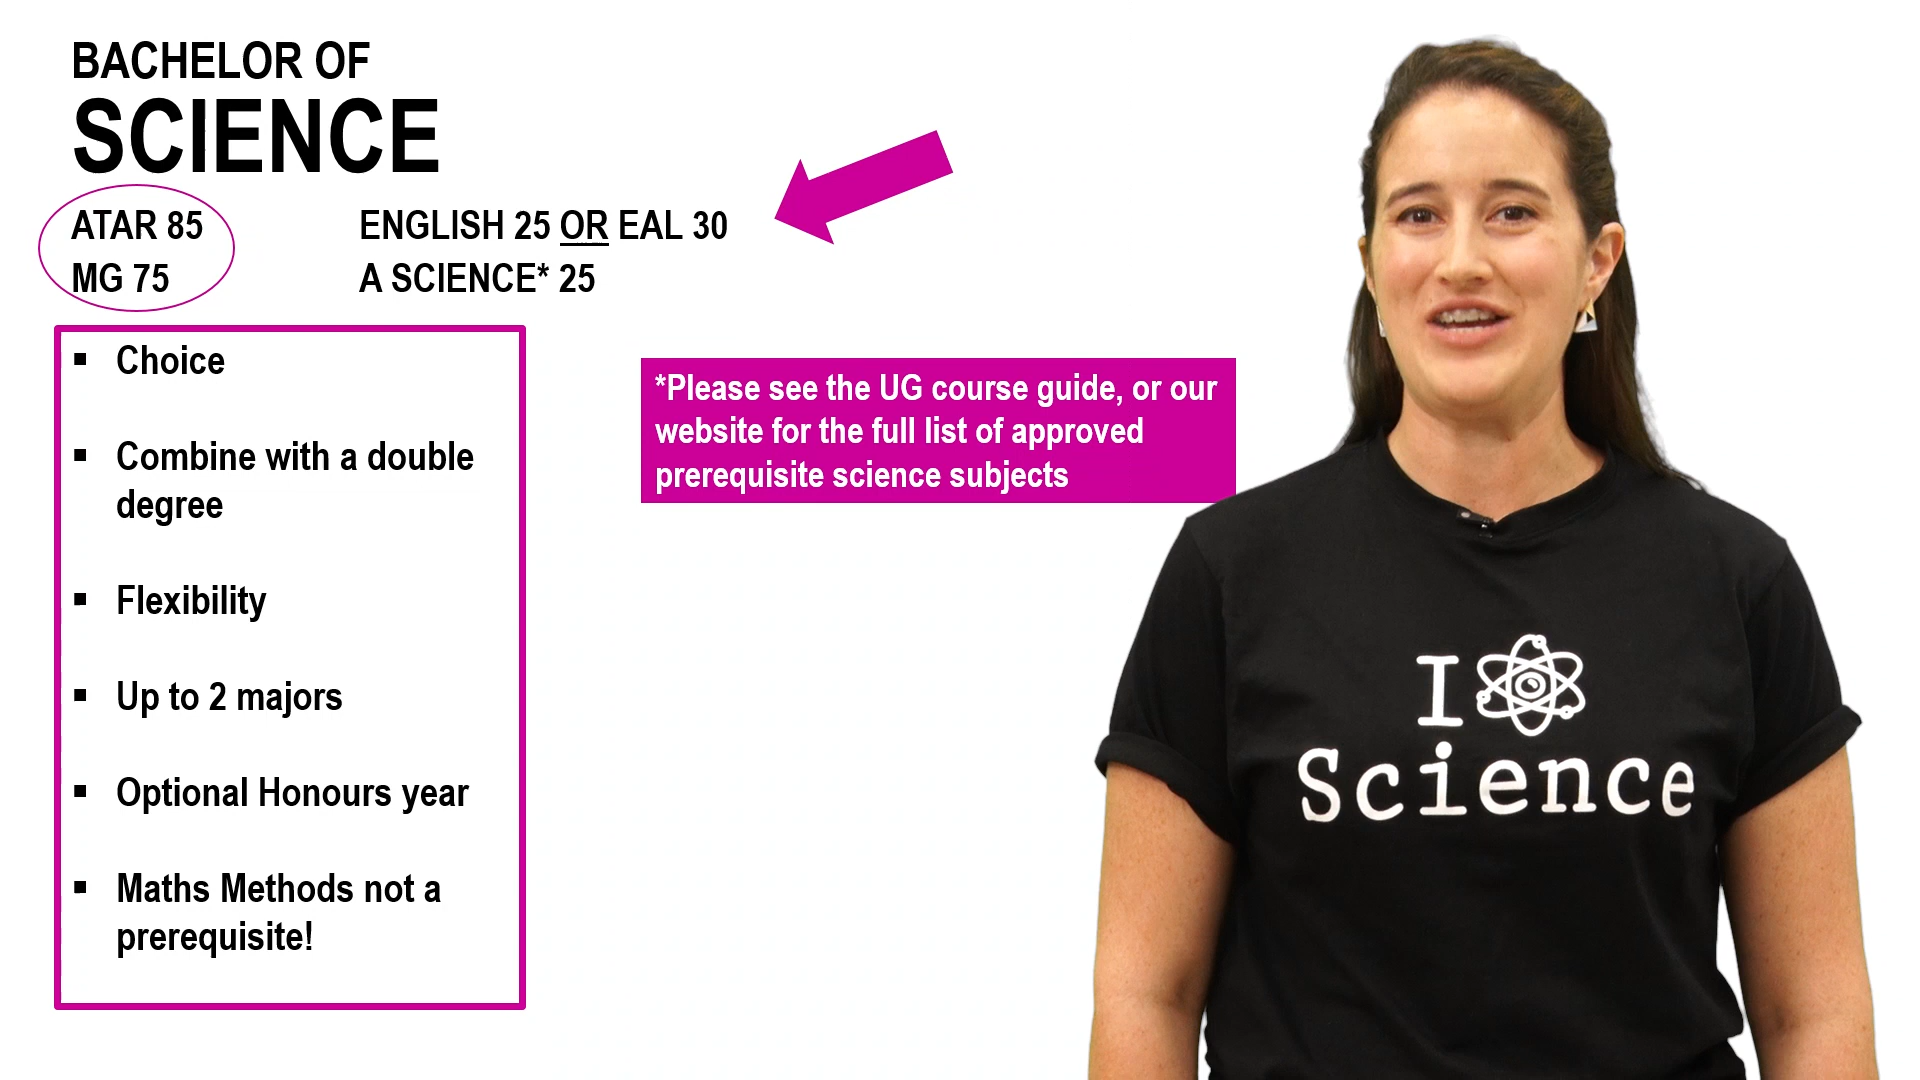 BACHELOR OF
SCIENCE
ATAR 85
MG 75
ENGLISH 25 OR EAL 30
A SCIENCE* 25
Choice
Combine with a double
degree
Flexibility
Up to 2 majors
Optional Honours year
Maths Methods not a
prerequisite!
*Please see the UG course guide, or our
website for the full list of approved
prerequisite science subjects
I
Science